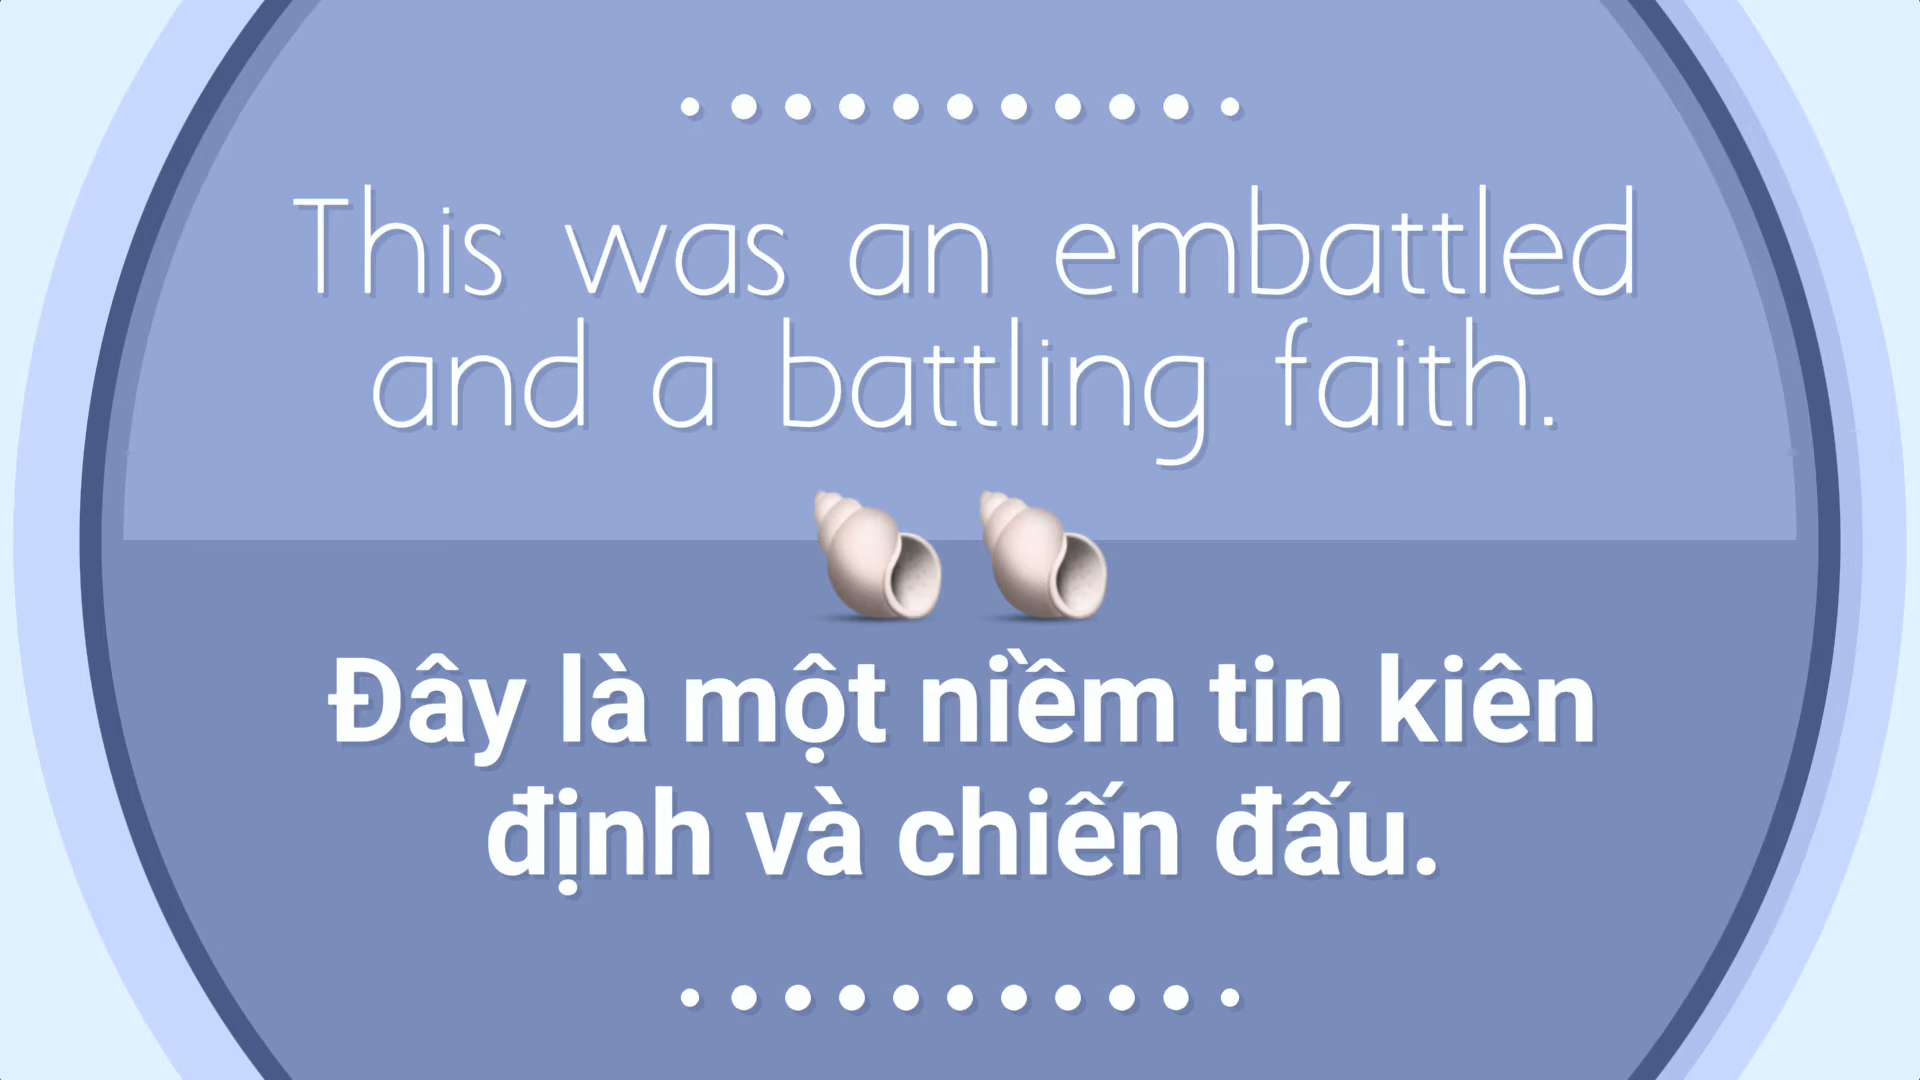 This was an embattled
and a battling faith.
Đây là một niềm tin kiên
định và chiến đấu.